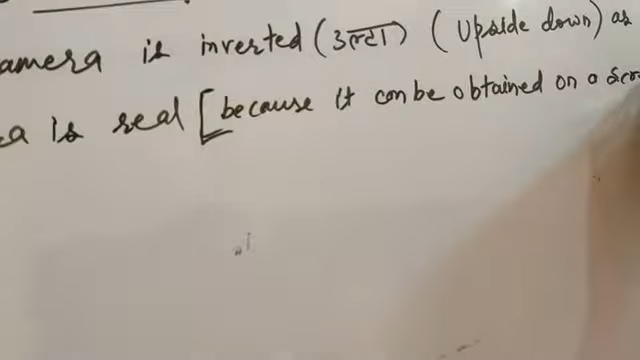 amera is inverted (उल्टा) (Upside down) as
a is real [because it can be obtained on a scr